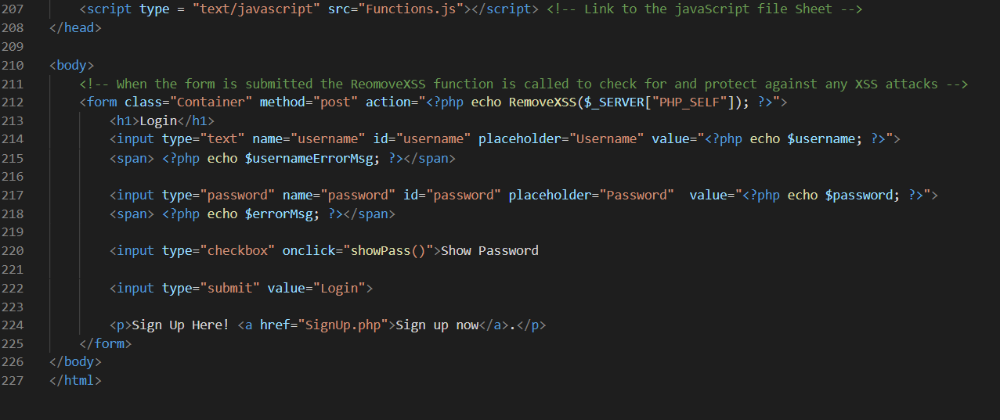 207 <script type = "text/javascript" src="Functions.js"></script> <!-- Link to the javaScript file Sheet -->
208 </head>
209
210 <body>
211 <!-- When the form is submitted the ReomoveXSS function is called to check for and protect against any XSS attacks -->
212 <form class="Container" method="post" action="<?php echo RemoveXSS($_SERVER["PHP_SELF"]); ?>">
213 <h1>Login</h1>
214 <input type="text" name="username" id="username" placeholder="Username" value="<?php echo $username; ?>">
215 <span> <?php echo $usernameErrorMsg; ?></span>
216
217 <input type="password" name="password" id="password" placeholder="Password"  value="<?php echo $password; ?>">
218 <span> <?php echo $errorMsg; ?></span>
219
220 <input type="checkbox" onclick="showPass()">Show Password
221
222 <input type="submit" value="Login">
223
224 <p>Sign Up Here! <a href="SignUp.php">Sign up now</a>.</p>
225 </form>
226 </body>
227 </html>